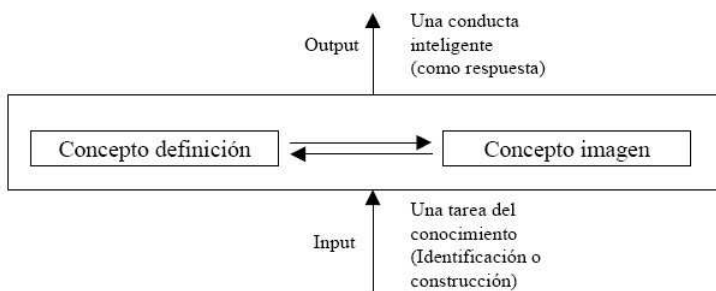 Output
Una conducta
inteligente
(como respuesta)
Concepto definición
Concepto imagen
Input
Una tarea del
conocimiento
(Identificación o
construcción)